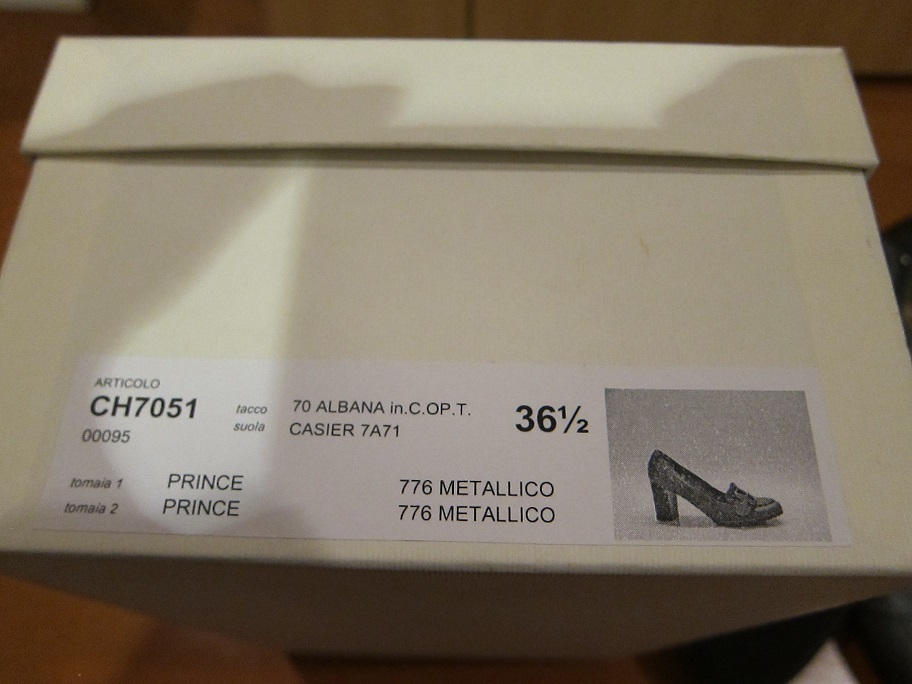 ARTICOLO
CH7051 tacco 70 ALBANA in.C.OP.T. 36½
00095 suola CASIER 7A71
tomaia 1 PRINCE 776 METALLICO
tomaia 2 PRINCE 776 METALLICO